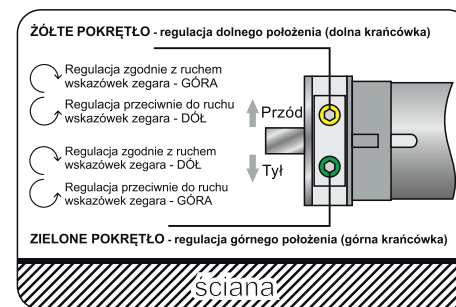 ŻÓŁTE POKRĘTŁO - regulacja dolnego położenia (dolna krańcówka)
Regulacja zgodnie z ruchem
wskazówek zegara - GÓRA
Regulacja przeciwnie do ruchu
wskazówek zegara - DÓŁ
Regulacja zgodnie z ruchem
wskazówek zegara - DÓŁ
Regulacja przeciwnie do ruchu
wskazówek zegara - GÓRA
Przód
Tył
ZIELONE POKRĘTŁO - regulacja górnego położenia (górna krańcówka)
ściana